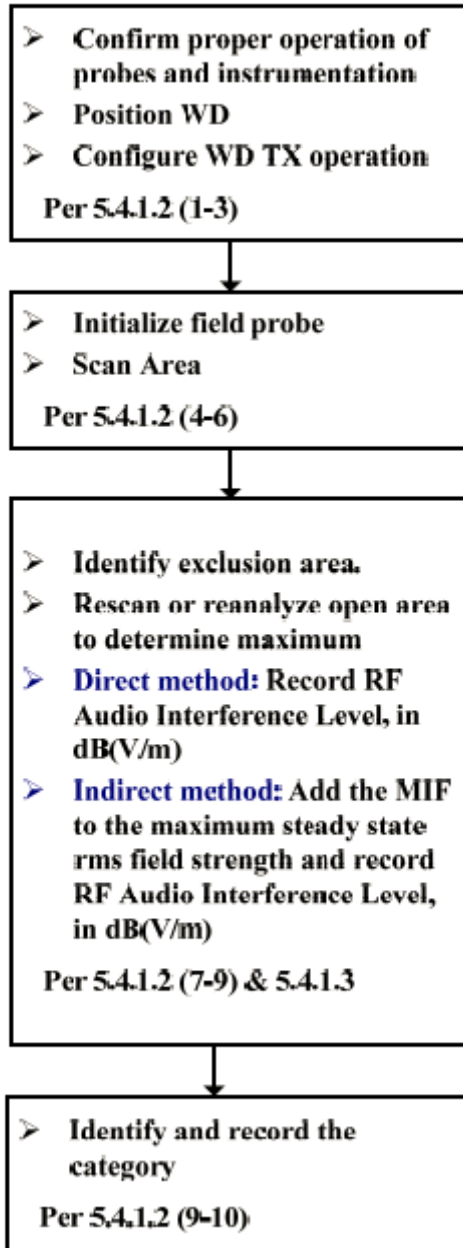 ➢ Confirm proper operation of
probes and instrumentation
➢ Position WD
➢ Configure WD TX operation
Per 5.4.1.2 (1-3)
➢ Initialize field probe
➢ Scan Area
Per 5.4.1.2 (4-6)
➢ Identify exclusion area.
➢ Rescan or reanalyze open area
to determine maximum
➢ Direct method: Record RF
Audio Interference Level, in
dB(V/m)
➢ Indirect method: Add the MIF
to the maximum steady state
rms field strength and record
RF Audio Interference Level,
in dB(V/m)
Per 5.4.1.2 (7-9) & 5.4.1.3
➢ Identify and record the
category
Per 5.4.1.2 (9-10)